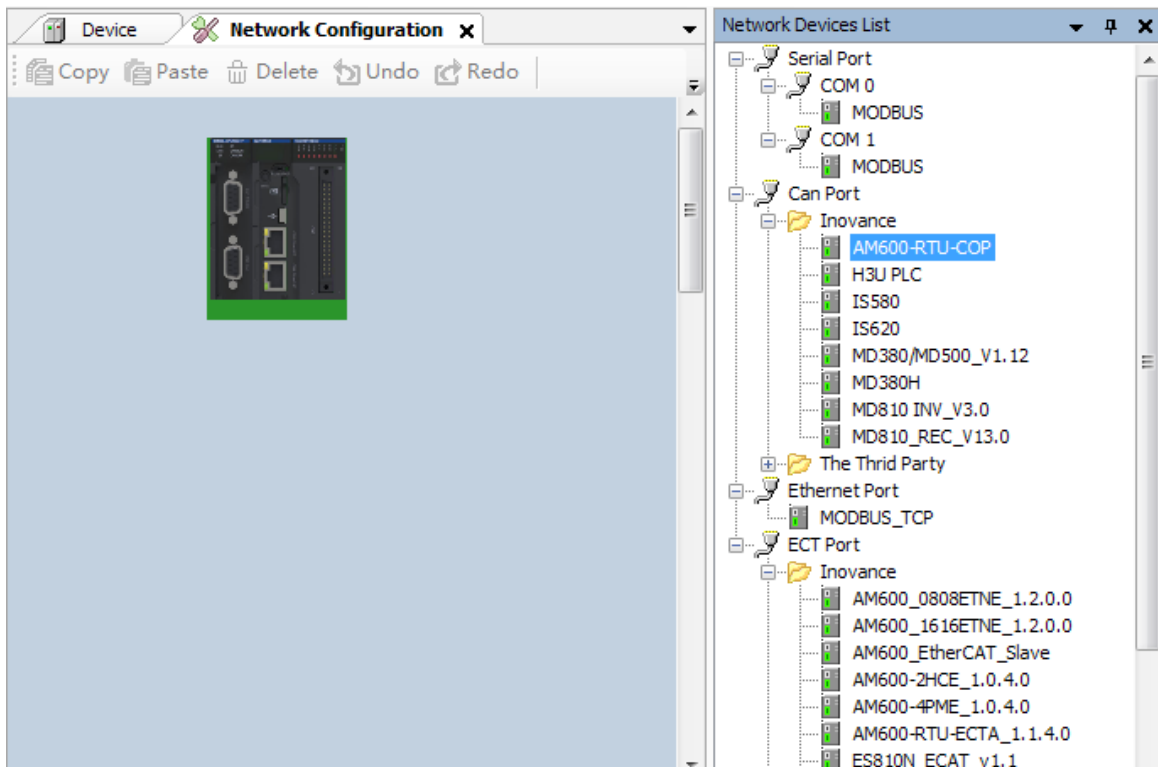 Device
Network Configuration
Copy Paste Delete Undo Redo
Network Devices List
Serial Port
COM 0
MODBUS
COM 1
MODBUS
Can Port
Inovance
AM600-RTU-COP
H3U PLC
IS580
IS620
MD380/MD500_V1.12
MD380H
MD810 INV_V3.0
MD810_REC_V13.0
The Thrid Party
Ethernet Port
MODBUS_TCP
ECT Port
Inovance
AM600_0808ETNE_1.2.0.0
AM600_1616ETNE_1.2.0.0
AM600_EtherCAT_Slave
AM600-2HCE_1.0.4.0
AM600-4PME_1.0.4.0
AM600-RTU-ECTA_1.1.4.0
ES810N_ECAT_v1.1